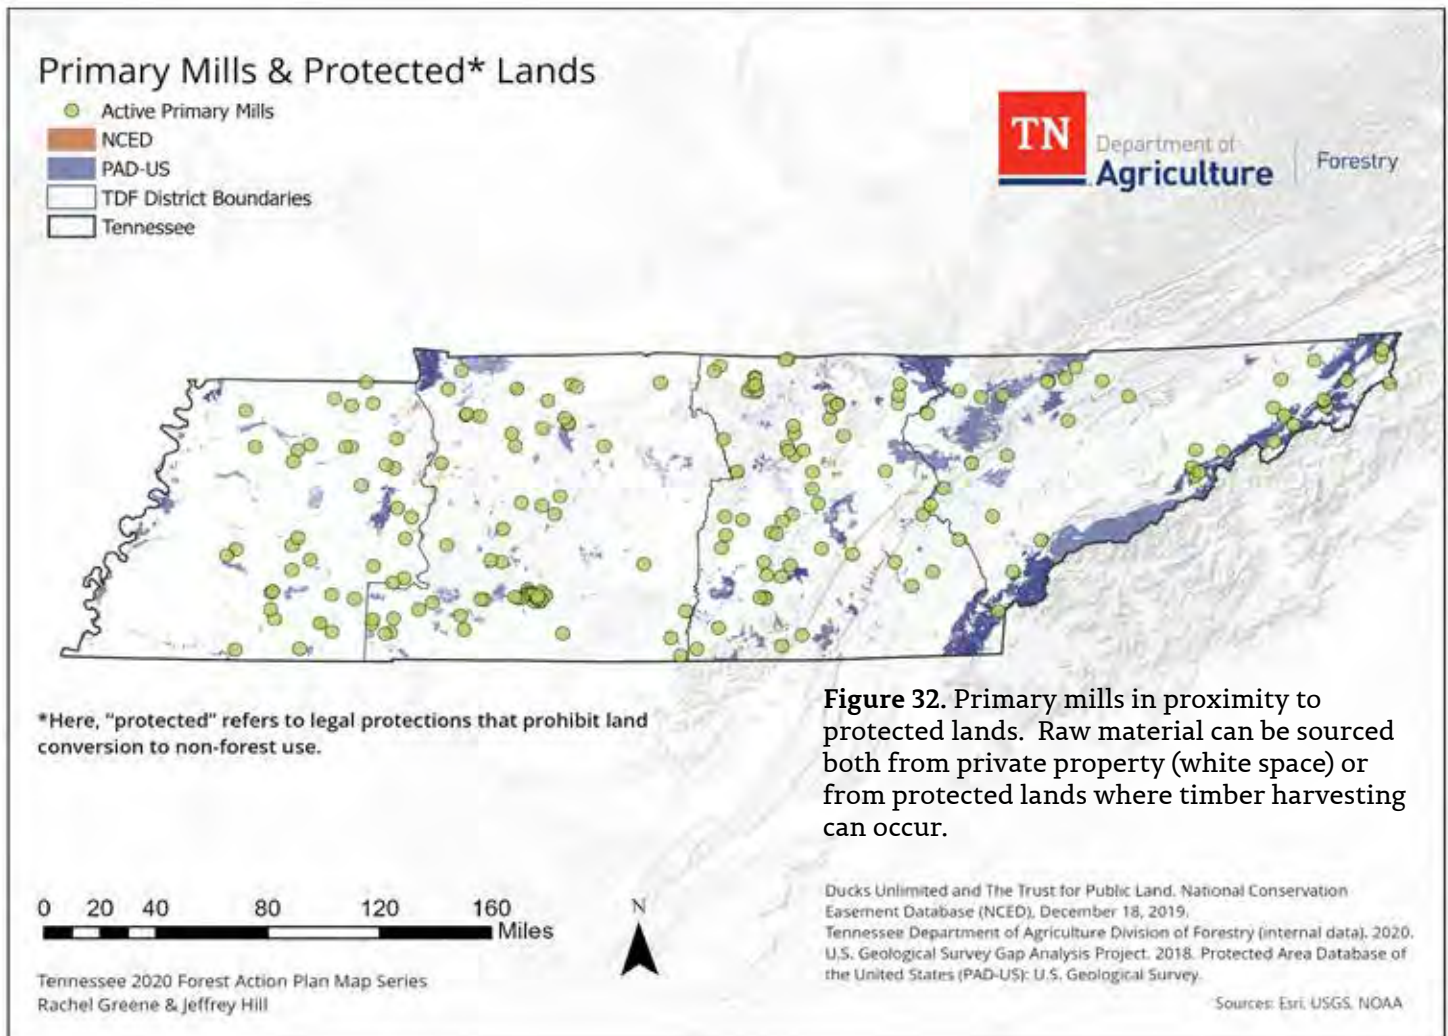 Primary Mills & Protected* Lands
Active Primary Mills
NCED
PAD-US
TDF District Boundaries
Tennessee
TN
Department of
Agriculture
Forestry
*Here, "protected" refers to legal protections that prohibit land
conversion to non-forest use.
Figure 32. Primary mills in proximity to
protected lands. Raw material can be sourced
both from private property (white space) or
from protected lands where timber harvesting
can occur.
0 20 40 80 120 160
Miles
N
Ducks Unlimited and The Trust for Public Land. National Conservation
Easement Database (NCED), December 18, 2019.
Tennessee Department of Agriculture Division of Forestry (internal data). 2020.
U.S. Geological Survey Gap Analysis Project. 2018. Protected Area Database of
the United States (PAD-US): U.S. Geological Survey.
Tennessee 2020 Forest Action Plan Map Series
Rachel Greene & Jeffrey Hill
Sources: Esri, USGS, NOAA